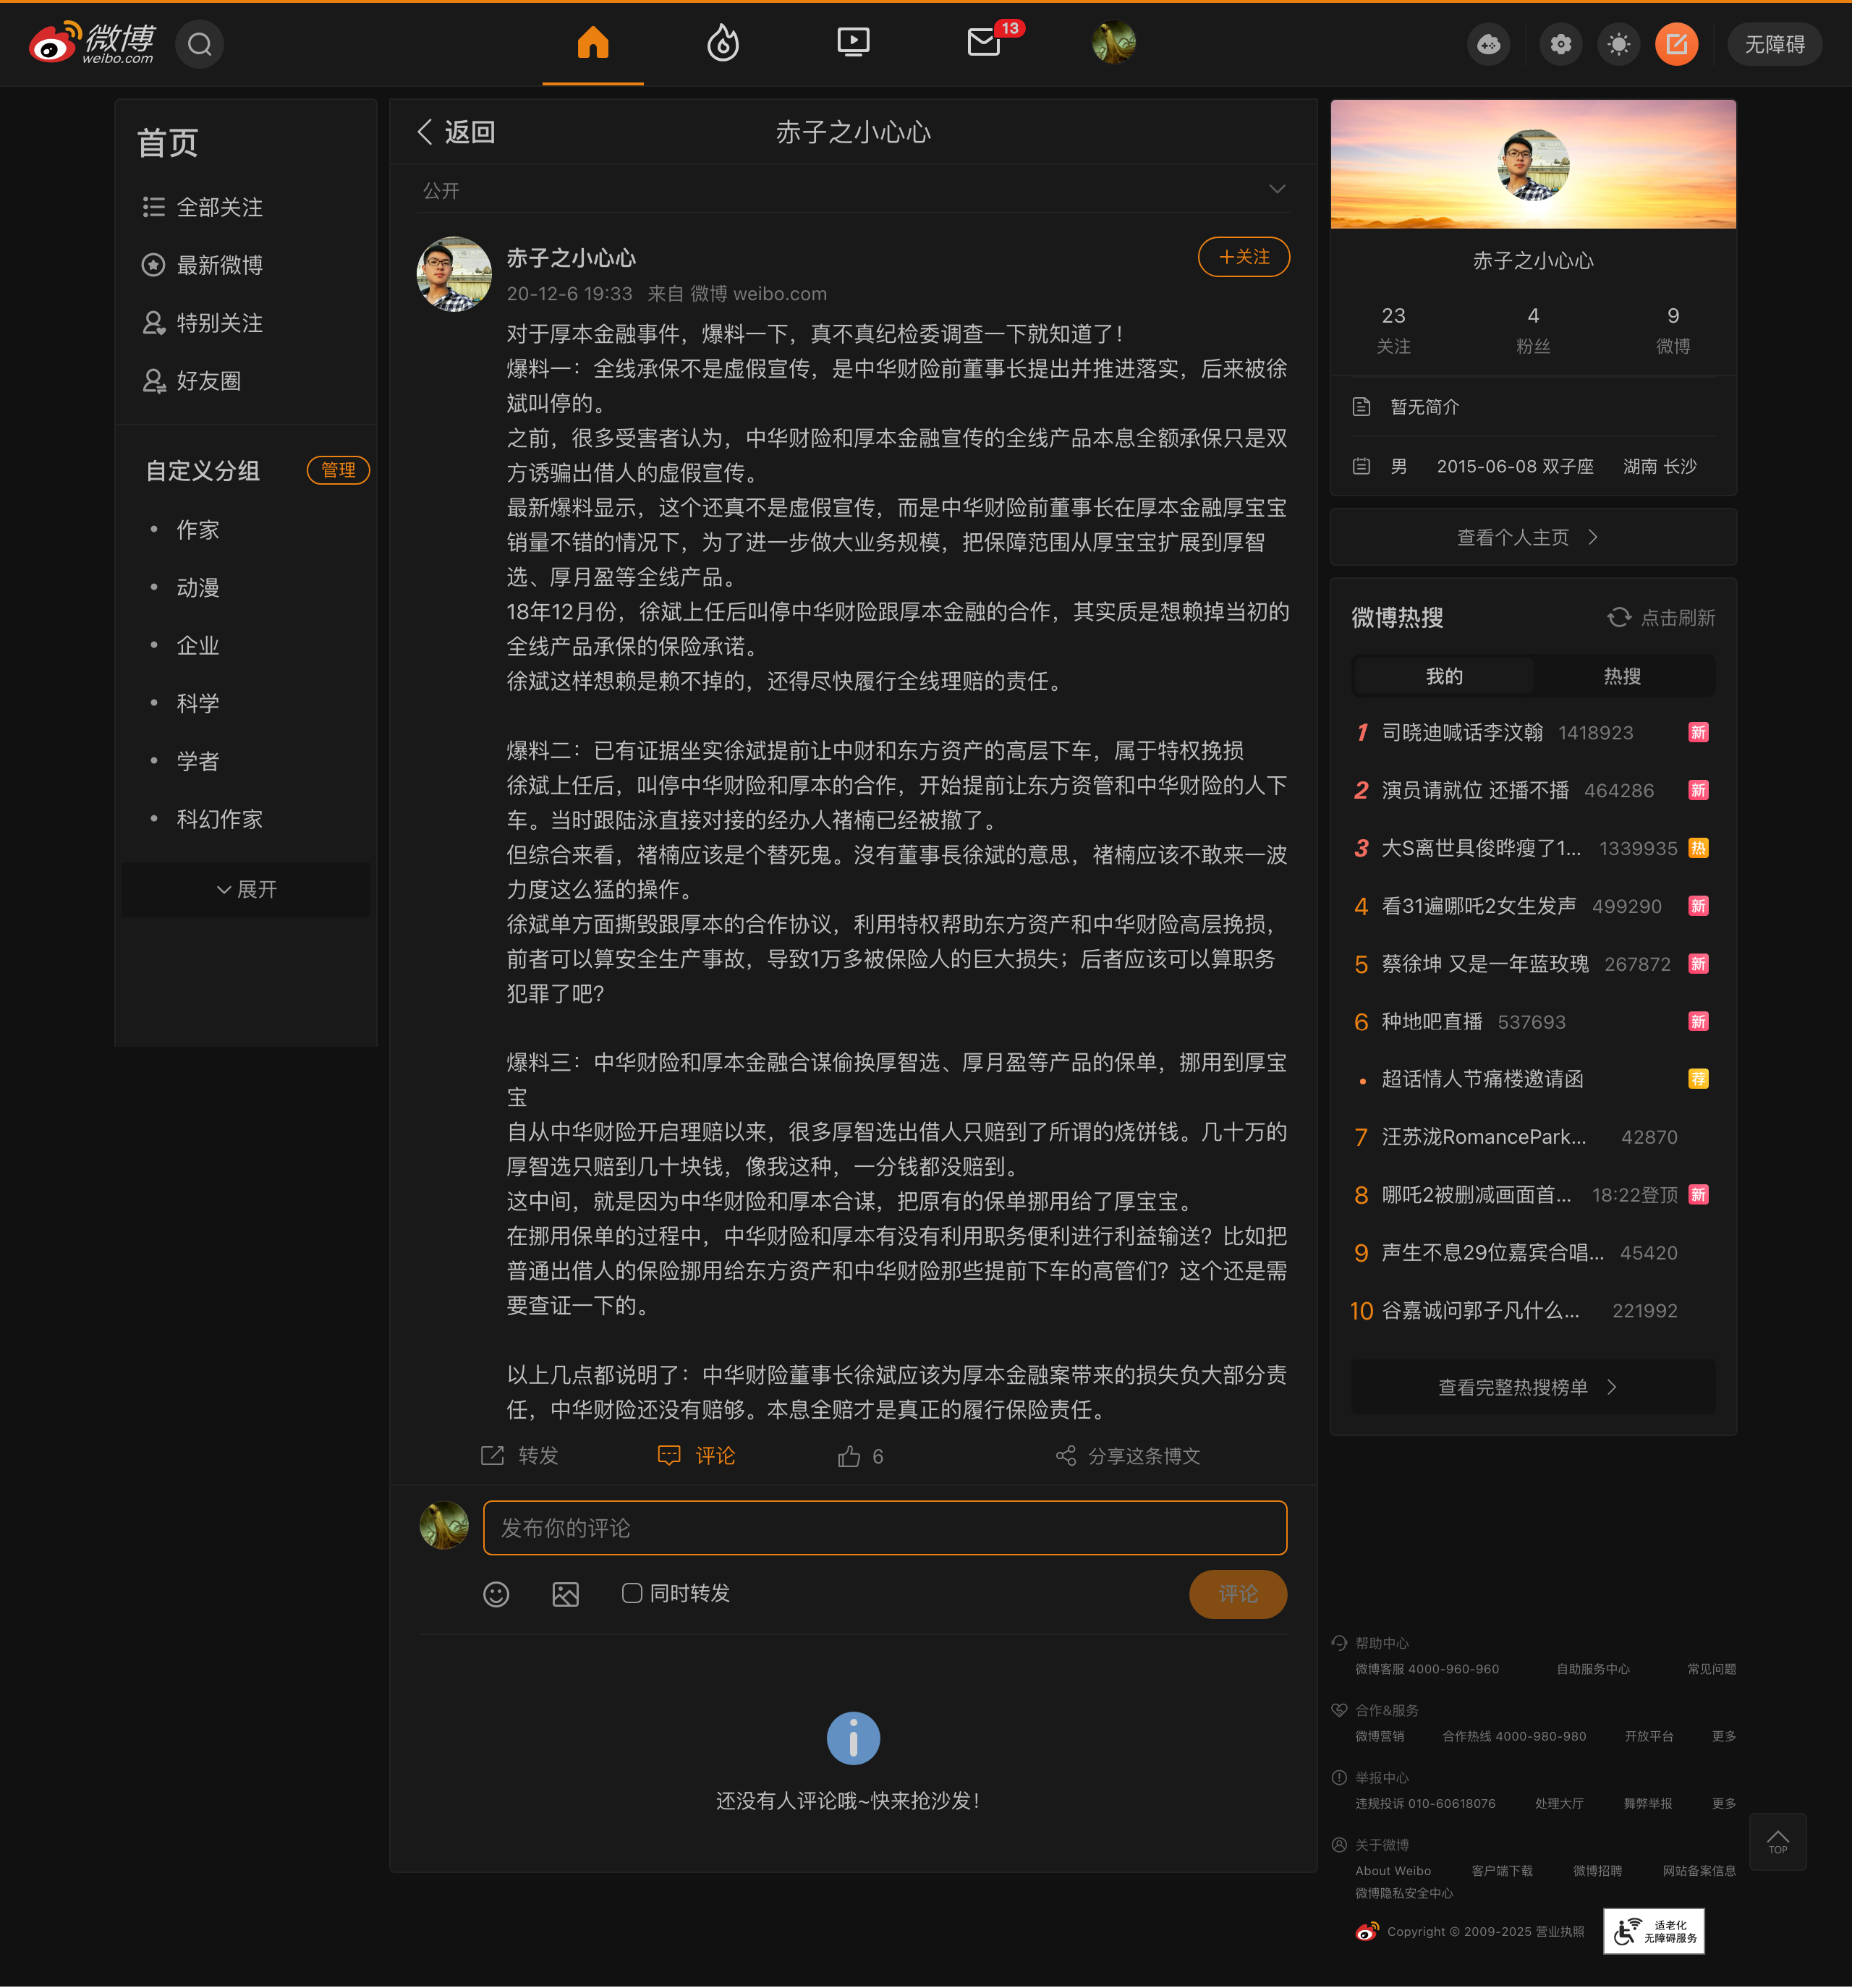 微博
weibo.com
13
无障碍
首页
全部关注
最新微博
特别关注
好友圈
自定义分组
管理
作家
动漫
企业
科学
学者
科幻作家
展开
返回
赤子之小心心
公开
赤子之小心心
+关注
20-12-6 19:33 来自 微博 weibo.com
对于厚本金融事件，爆料一下，真不真纪检委调查一下就知道了！
爆料一：全线承保不是虚假宣传，是中华财险前董事长提出并推进落实，后来被徐
斌叫停的。
之前，很多受害者认为，中华财险和厚本金融宣传的全线产品本息全额承保只是双
方诱骗出借人的虚假宣传。
最新爆料显示，这个还真不是虚假宣传，而是中华财险前董事长在厚本金融厚宝宝
销量不错的情况下，为了进一步做大业务规模，把保障范围从厚宝宝扩展到厚智
选、厚月盈等全线产品。
18年12月份，徐斌上任后叫停中华财险跟厚本金融的合作，其实质是想赖掉当初的
全线产品承保的保险承诺。
徐斌这样想赖是赖不掉的，还得尽快履行全线理赔的责任。
爆料二：已有证据坐实徐斌提前让中财和东方资产的高层下车，属于特权挽损
徐斌上任后，叫停中华财险和厚本的合作，开始提前让东方资管和中华财险的人下
车。当时跟陆泳直接对接的经办人褚楠已经被撤了。
但综合来看，褚楠应该是个替死鬼。沒有董事長徐斌的意思，褚楠应该不敢来一波
力度这么猛的操作。
徐斌单方面撕毁跟厚本的合作协议，利用特权帮助东方资产和中华财险高层挽损，
前者可以算安全生产事故，导致1万多被保险人的巨大损失；后者应该可以算职务
犯罪了吧？
爆料三：中华财险和厚本金融合谋偷换厚智选、厚月盈等产品的保单，挪用到厚宝
宝
自从中华财险开启理赔以来，很多厚智选出借人只赔到了所谓的烧饼钱。几十万的
厚智选只赔到几十块钱，像我这种，一分钱都没赔到。
这中间，就是因为中华财险和厚本合谋，把原有的保单挪用给了厚宝宝。
在挪用保单的过程中，中华财险和厚本有没有利用职务便利进行利益输送？比如把
普通出借人的保险挪用给东方资产和中华财险那些提前下车的高管们？这个还是需
要查证一下的。
以上几点都说明了：中华财险董事长徐斌应该为厚本金融案带来的损失负大部分责
任，中华财险还没有赔够。本息全赔才是真正的履行保险责任。
转发 评论 6 分享这条博文
发布你的评论
同时转发 评论
还没有人评论哦~快来抢沙发！
赤子之小心心
23 4 9
关注 粉丝 微博
暂无简介
男 2015-06-08 双子座 湖南 长沙
查看个人主页
微博热搜 点击刷新
我的 热搜
1 司晓迪喊话李汶翰 1418923 新
2 演员请就位 还播不播 464286 新
3 大S离世具俊晔瘦了1... 1339935 热
4 看31遍哪吒2女生发声 499290 新
5 蔡徐坤 又是一年蓝玫瑰 267872 新
6 种地吧直播 537693 新
超话情人节痛楼邀请函 荐
7 汪苏泷RomancePark... 42870
8 哪吒2被删减画面首... 18:22登顶 新
9 声生不息29位嘉宾合唱... 45420
10 谷嘉诚问郭子凡什么... 221992
查看完整热搜榜单
帮助中心
微博客服 4000-960-960 自助服务中心 常见问题
合作&服务
微博营销 合作热线 4000-980-980 开放平台 更多
举报中心
违规投诉 010-60618076 处理大厅 舞弊举报 更多
关于微博
About Weibo 客户端下载 微博招聘 网站备案信息
微博隐私安全中心
Copyright © 2009-2025 营业执照
适老化
无障碍服务
TOP